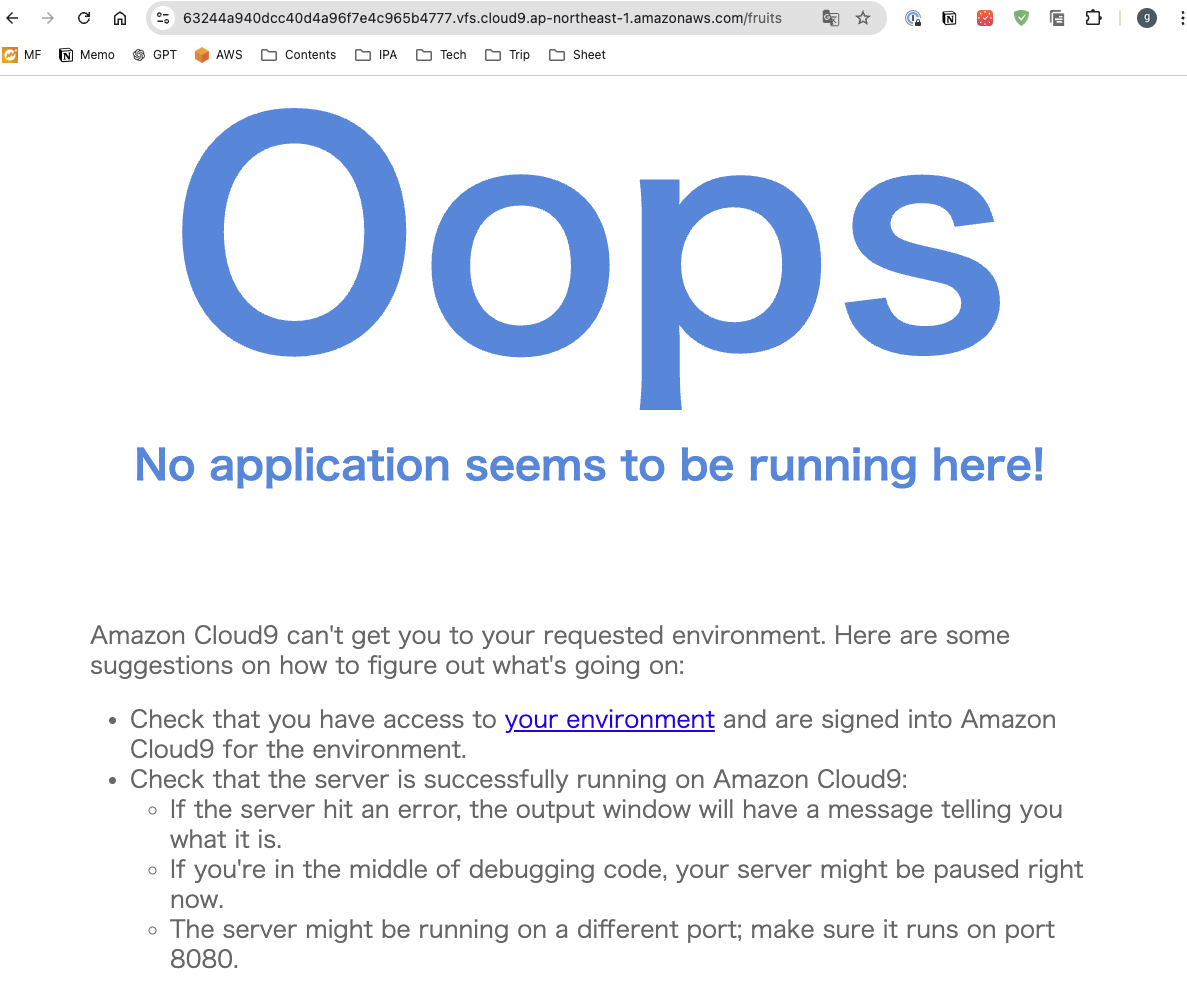 63244a940dcc40d4a96f7e4c965b4777.vfs.cloud9.ap-northeast-1.amazonaws.com/fruits
g
MF Memo GPT AWS Contents IPA Tech Trip Sheet
Oops
No application seems to be running here!
Amazon Cloud9 can't get you to your requested environment. Here are some
suggestions on how to figure out what's going on:
• Check that you have access to your environment and are signed into Amazon
Cloud9 for the environment.
• Check that the server is successfully running on Amazon Cloud9:
◦ If the server hit an error, the output window will have a message telling you
what it is.
◦ If you're in the middle of debugging code, your server might be paused right
now.
◦ The server might be running on a different port; make sure it runs on port
8080.